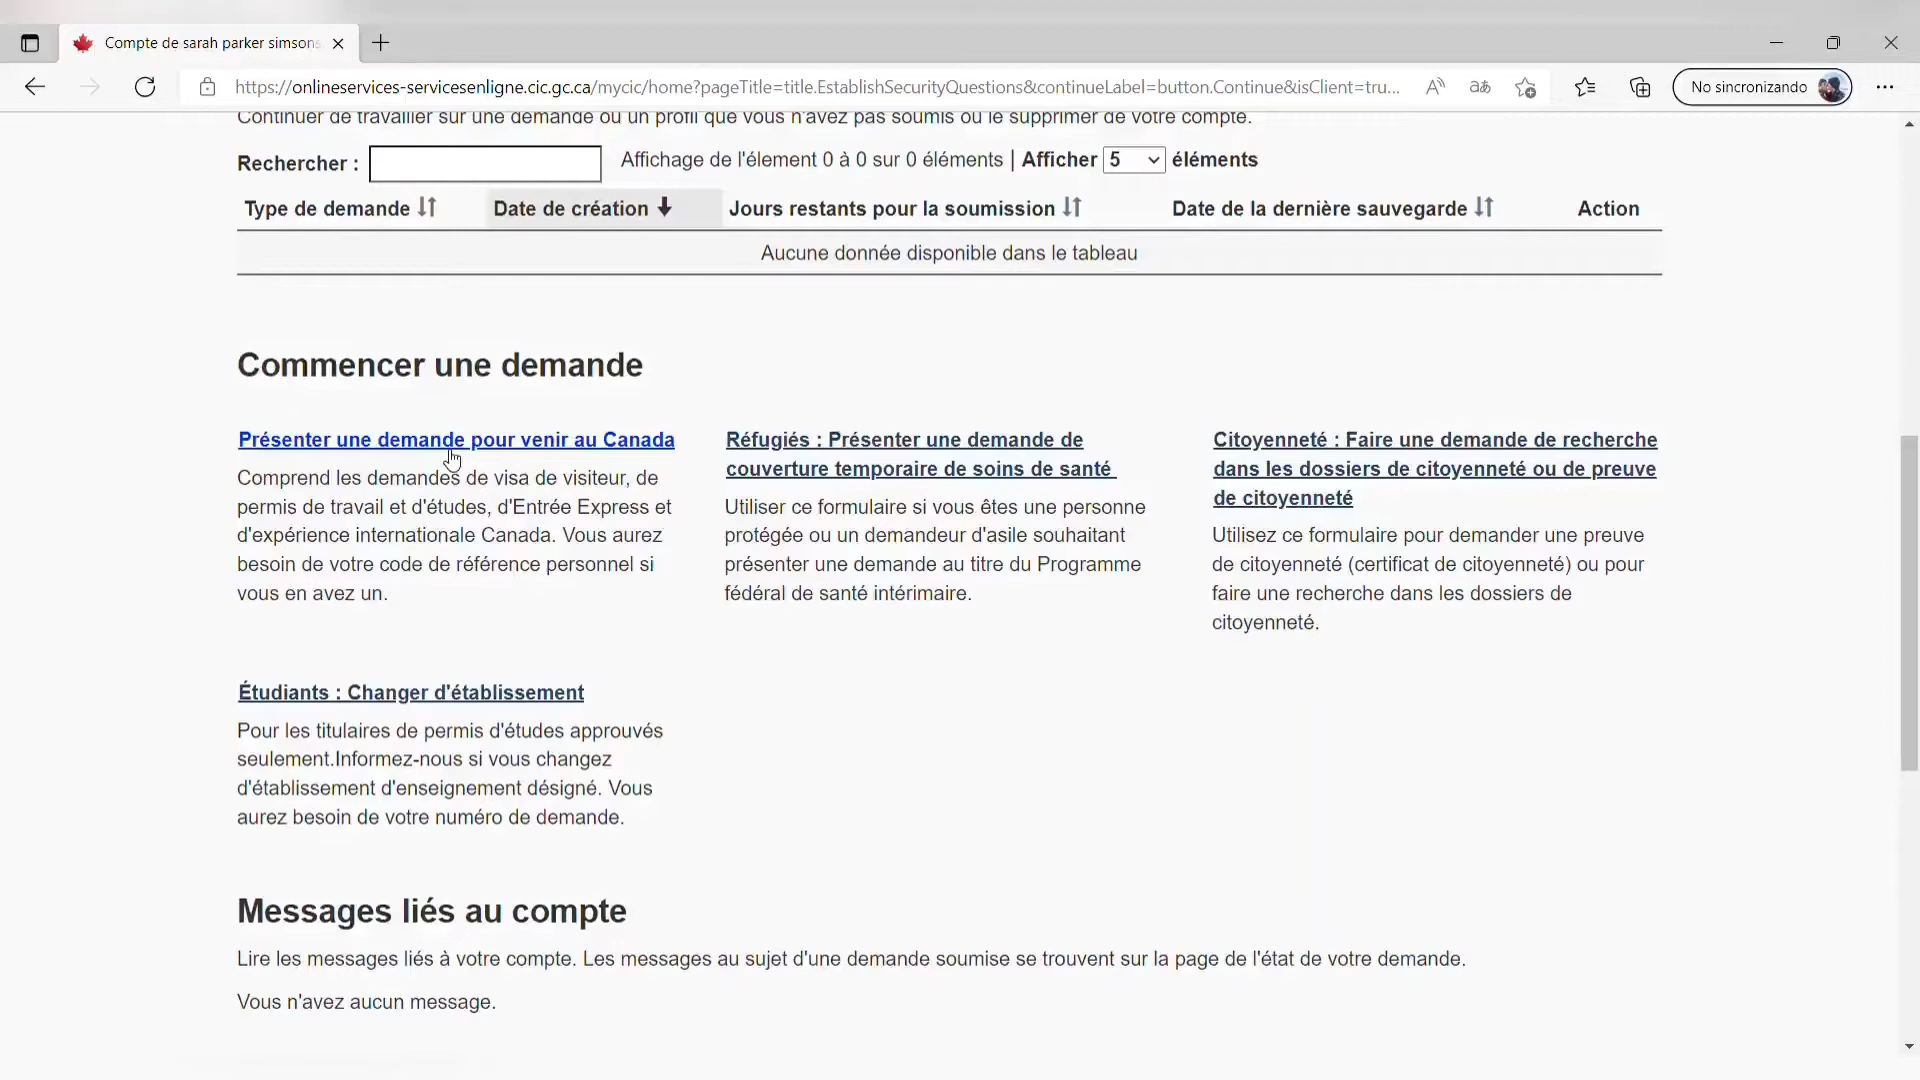 Compte de sarah parker simsons
https://onlineservices-servicesenligne.cic.gc.ca/mycic/home?pageTitle=title.EstablishSecurityQuestions&continueLabel=button.Continue&isClient=tru...
No sincronizando
Continuer de travailler sur une demande ou un profil que vous n'avez pas soumis ou le supprimer de votre compte.
Rechercher : Affichage de l'élement 0 à 0 sur 0 éléments | Afficher 5 éléments
Type de demande Date de création Jours restants pour la soumission Date de la dernière sauvegarde Action
Aucune donnée disponible dans le tableau
Commencer une demande
Présenter une demande pour venir au Canada
Comprend les demandes de visa de visiteur, de
permis de travail et d'études, d'Entrée Express et
d'expérience internationale Canada. Vous aurez
besoin de votre code de référence personnel si
vous en avez un.
Réfugiés : Présenter une demande de
couverture temporaire de soins de santé
Utiliser ce formulaire si vous êtes une personne
protégée ou un demandeur d'asile souhaitant
présenter une demande au titre du Programme
fédéral de santé intérimaire.
Citoyenneté : Faire une demande de recherche
dans les dossiers de citoyenneté ou de preuve
de citoyenneté
Utilisez ce formulaire pour demander une preuve
de citoyenneté (certificat de citoyenneté) ou pour
faire une recherche dans les dossiers de
citoyenneté.
Étudiants : Changer d'établissement
Pour les titulaires de permis d'études approuvés
seulement.Informez-nous si vous changez
d'établissement d'enseignement désigné. Vous
aurez besoin de votre numéro de demande.
Messages liés au compte
Lire les messages liés à votre compte. Les messages au sujet d'une demande soumise se trouvent sur la page de l'état de votre demande.
Vous n'avez aucun message.